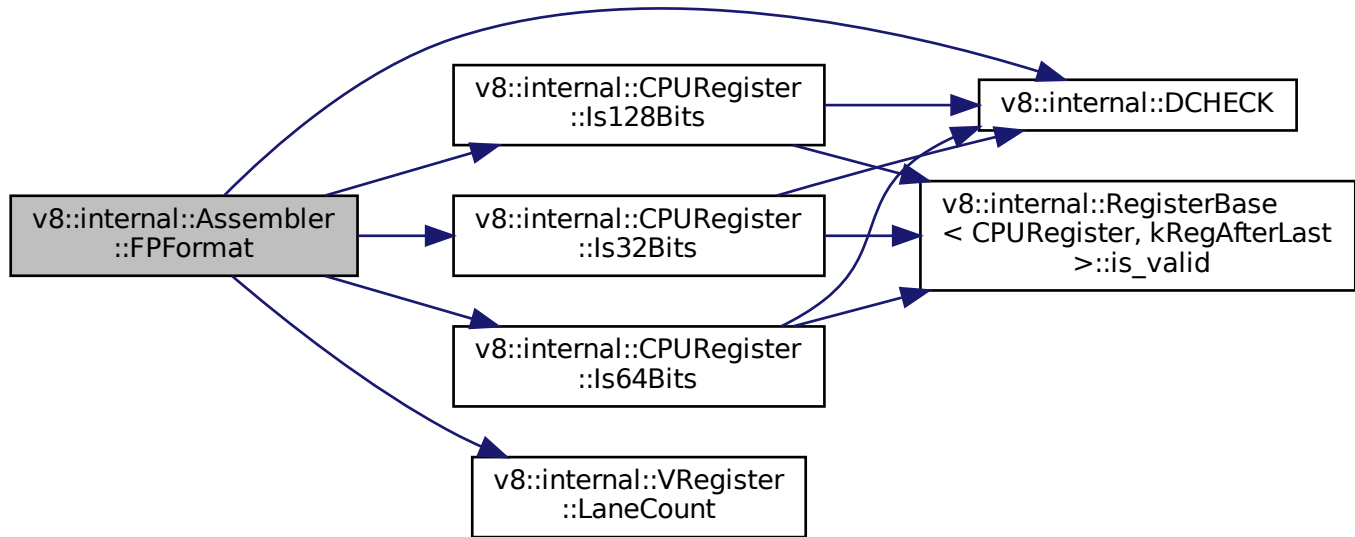 v8::internal::Assembler
::FPFormat
v8::internal::CPURegister
::Is128Bits
v8::internal::CPURegister
::Is32Bits
v8::internal::CPURegister
::Is64Bits
v8::internal::VRegister
::LaneCount
v8::internal::DCHECK
v8::internal::RegisterBase
< CPURegister, kRegAfterLast
>::is_valid